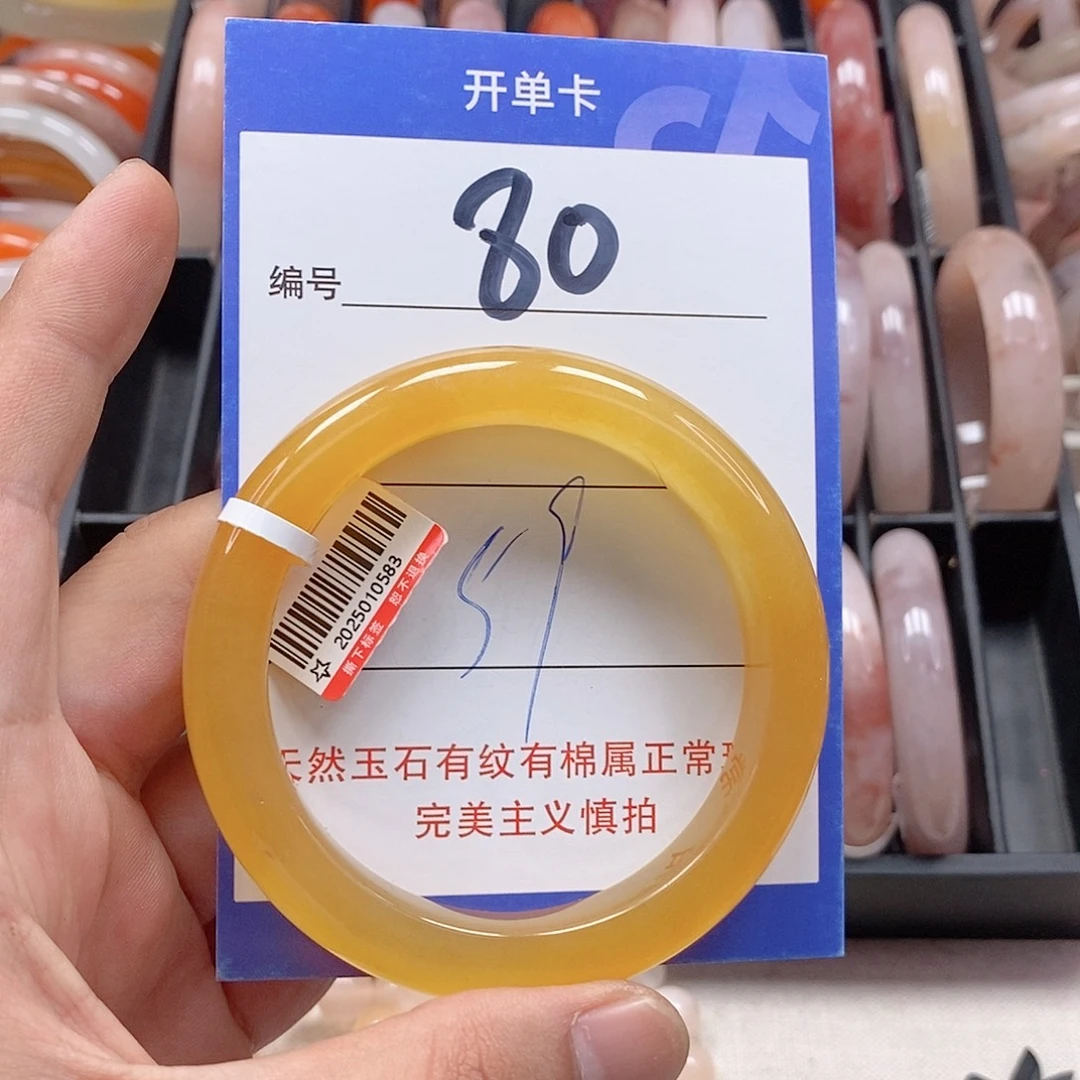 开单卡
编号 80
59
2025010583
撕下标签 恕不退换
天然玉石有纹有棉属正常现
完美主义慎拍